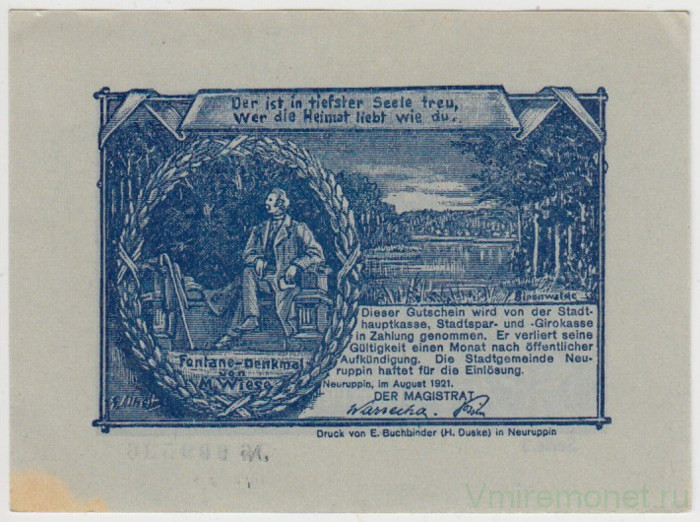 Der ist in tiefster Seele treu,
Wer die Heimat liebt wie du.
Binenwalde
Fontane-Denkmal
von
M. Wiese
Dieser Gutschein wird von der Stadt-
hauptkasse, Stadtspar- und -Girokasse
in Zahlung genommen. Er verliert seine
Gültigkeit einen Monat nach öffentlicher
Aufkündigung. Die Stadtgemeinde Neu-
ruppin haftet für die Einlösung.
Neuruppin, im August 1921.
DER MAGISTRAT
Druck von E. Buchbinder (H. Duske) in Neuruppin
Vmiremonet.ru